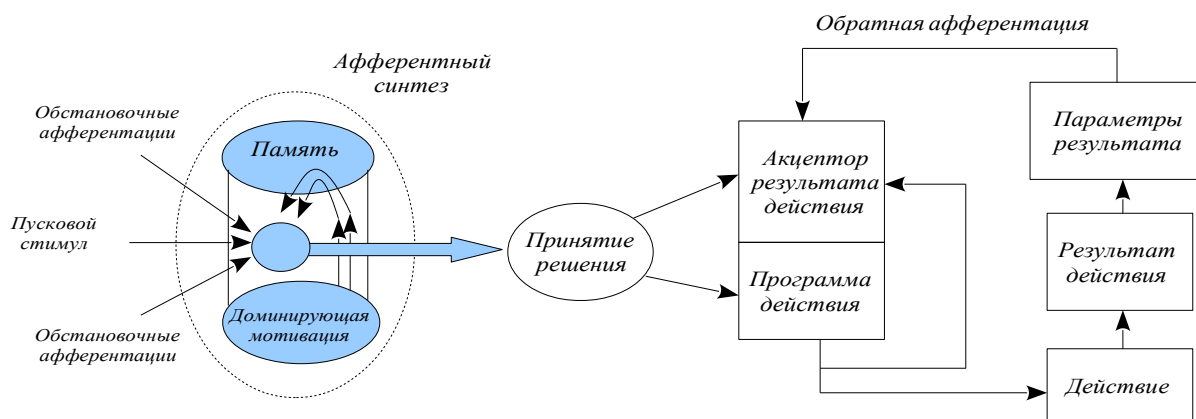 Обратная афферентация
Афферентный
синтез
Обстановочные
афферентации
Память
Пусковой
стимул
Обстановочные
афферентации
Доминирующая
мотивация
Принятие
решения
Акцептор
результата
действия
Программа
действия
Параметры
результата
Результат
действия
Действие